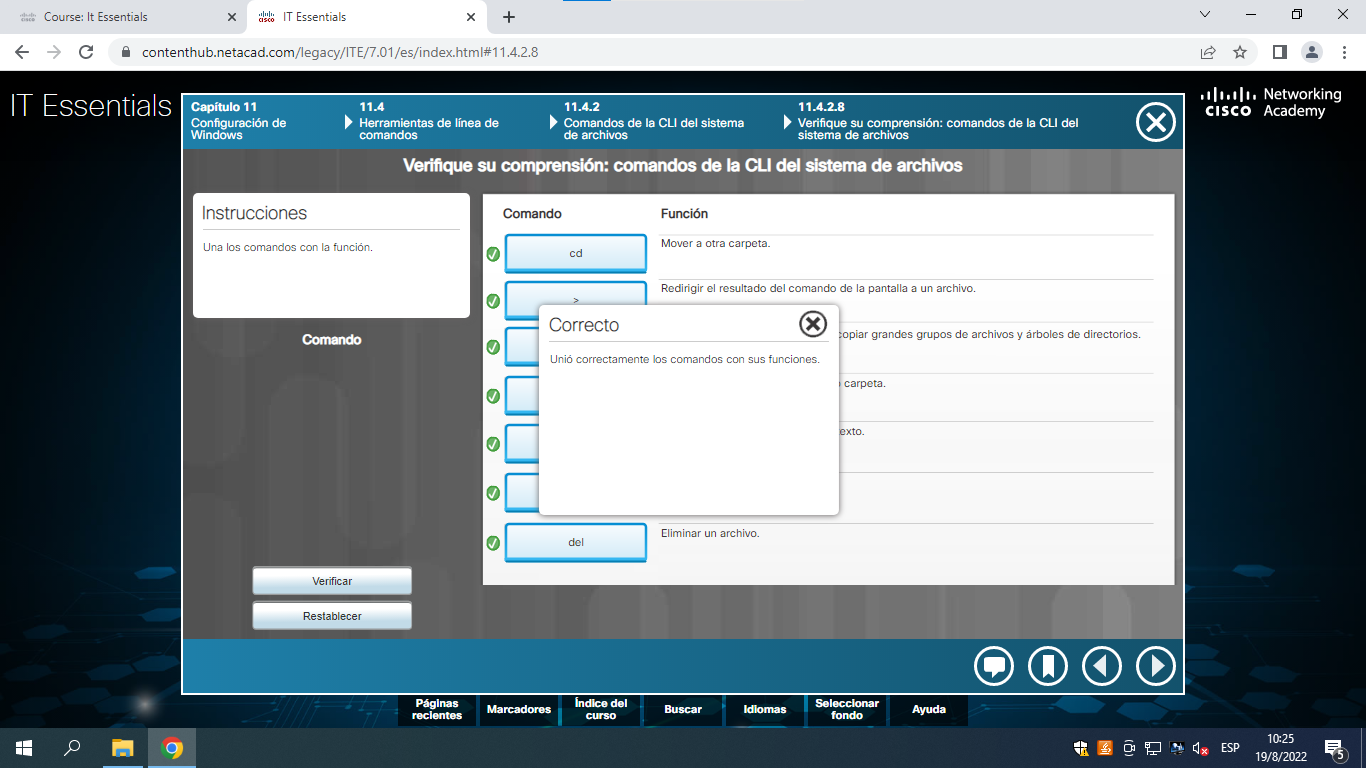 Course: It Essentials
IT Essentials
contenthub.netacad.com/legacy/ITE/7.01/es/index.html#11.4.2.8
IT Essentials
Networking
CISCO Academy
Capítulo 11
Configuración de
Windows
11.4
Herramientas de línea de
comandos
11.4.2
Comandos de la CLI del sistema
de archivos
11.4.2.8
Verifique su comprensión: comandos de la CLI del
sistema de archivos
Verifique su comprensión: comandos de la CLI del sistema de archivos
Instrucciones
Una los comandos con la función.
Comando
Comando Función
cd
Mover a otra carpeta.
>
Redirigir el resultado del comando de la pantalla a un archivo.
copiar grandes grupos de archivos y árboles de directorios.
carpeta.
exto.
Correcto
Unió correctamente los comandos con sus funciones.
del
Eliminar un archivo.
Verificar
Restablecer
Páginas
recientes
Marcadores
Índice del
curso
Buscar
Idiomas
Seleccionar
fondo
Ayuda
ESP
10:25
19/8/2022
5